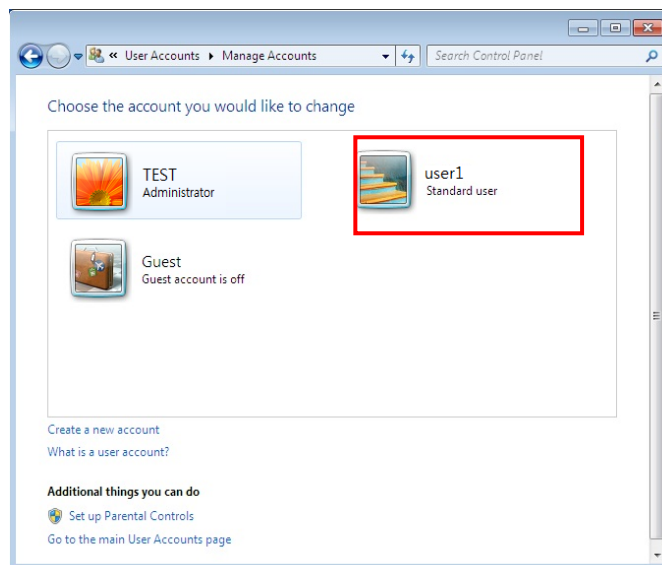 « User Accounts ▸ Manage Accounts
Search Control Panel
Choose the account you would like to change
TEST
Administrator
user1
Standard user
Guest
Guest account is off
Create a new account
What is a user account?
Additional things you can do
Set up Parental Controls
Go to the main User Accounts page